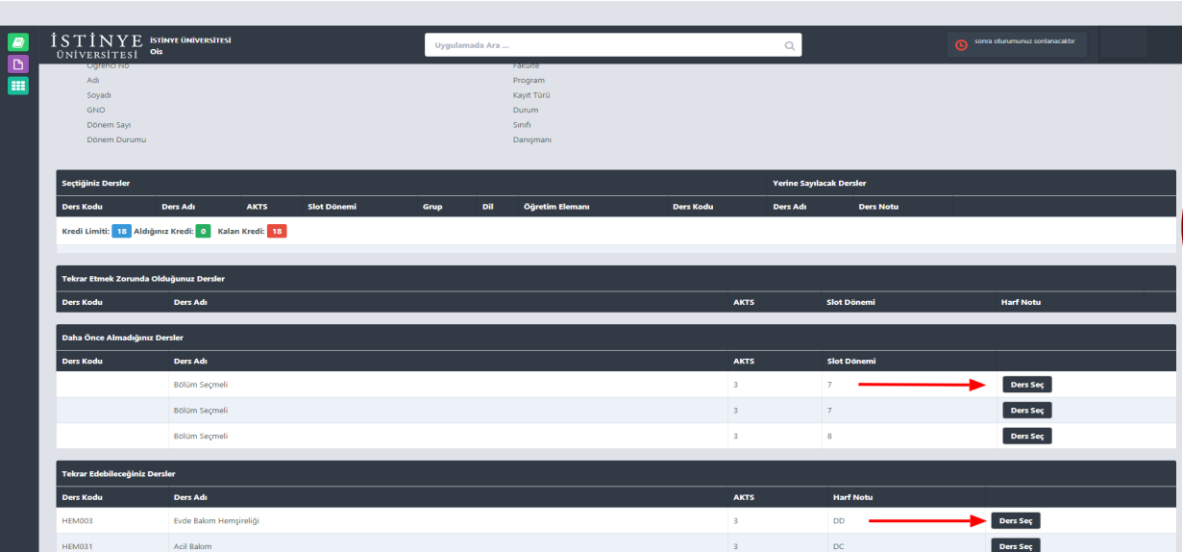 İSTİNYE
ÜNİVERSİTESİ
İSTİNYE ÜNİVERSİTESİ
Ois
Uygulamada Ara ...
sonra oturumunuz sonlanacaktır
Öğrenci No
Fakülte
Adı
Program
Soyadı
Kayıt Türü
GNO
Durum
Dönem Sayı
Sınıfı
Dönem Durumu
Danışmanı
Seçtiğiniz Dersler
Yerine Sayılacak Dersler
Ders Kodu Ders Adı AKTS Slot Dönemi Grup Dil Öğretim Elemanı Ders Kodu Ders Adı Ders Notu
Kredi Limiti: 18 Aldığınız Kredi: 0 Kalan Kredi: 18
Tekrar Etmek Zorunda Olduğunuz Dersler
Ders Kodu Ders Adı AKTS Slot Dönemi Harf Notu
Daha Önce Almadığınız Dersler
Ders Kodu Ders Adı AKTS Slot Dönemi
Bölüm Seçmeli 3 7 Ders Seç
Bölüm Seçmeli 3 7 Ders Seç
Bölüm Seçmeli 3 8 Ders Seç
Tekrar Edebileceğiniz Dersler
Ders Kodu Ders Adı AKTS Harf Notu
HEM003 Evde Bakım Hemşireliği 3 DD Ders Seç
HEM031 Acil Bakım 3 DC Ders Seç